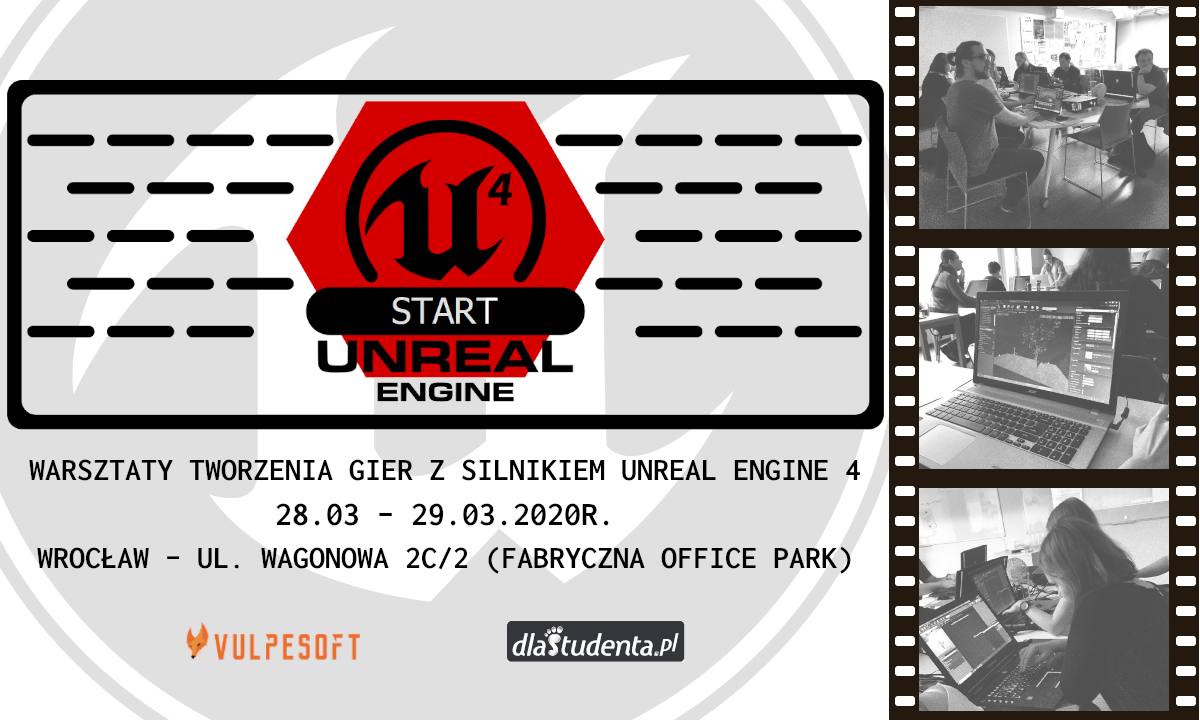 4
START
UNREAL
ENGINE
WARSZTATY TWORZENIA GIER Z SILNIKIEM UNREAL ENGINE 4
28.03 - 29.03.2020R.
WROCŁAW - UL. WAGONOWA 2C/2 (FABRYCZNA OFFICE PARK)
VULPESOFT
dlaStudenta.pl